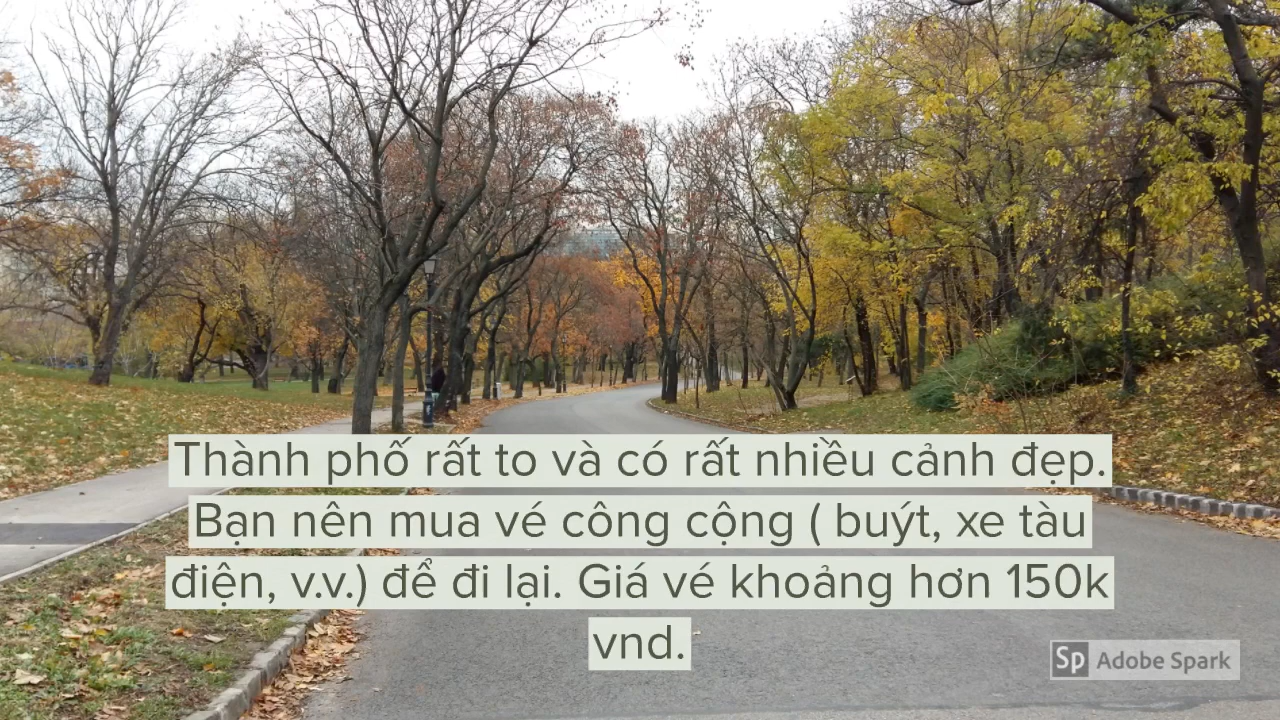 Thành phố rất to và có rất nhiều cảnh đẹp.
Bạn nên mua vé công cộng ( buýt, xe tàu
điện, v.v.) để đi lại. Giá vé khoảng hơn 150k
vnd.
Sp Adobe Spark